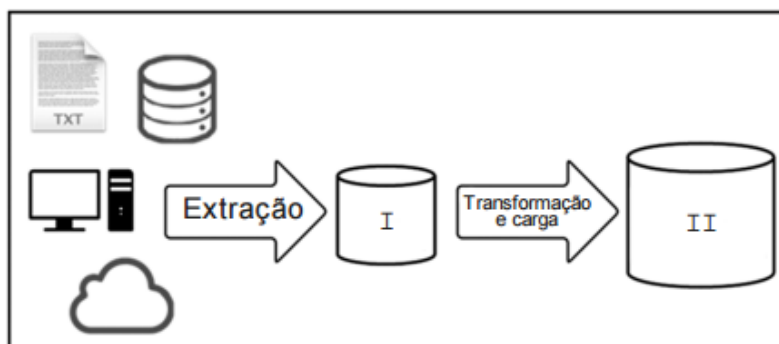 TXT
Extração
I
Transformação
e carga
II